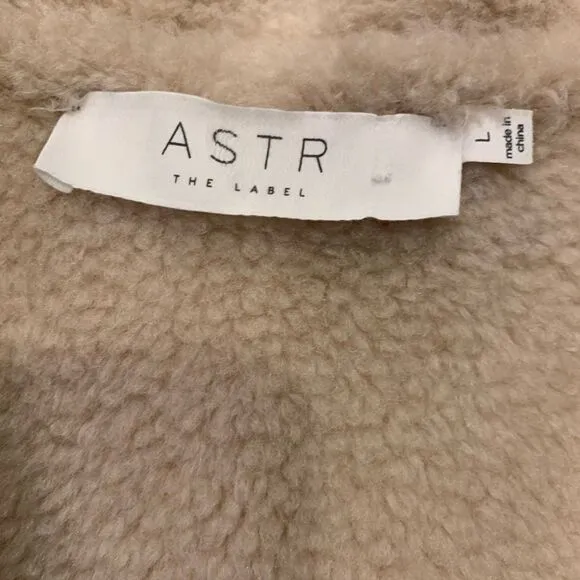 ASTR
THE LABEL
L
made in
china